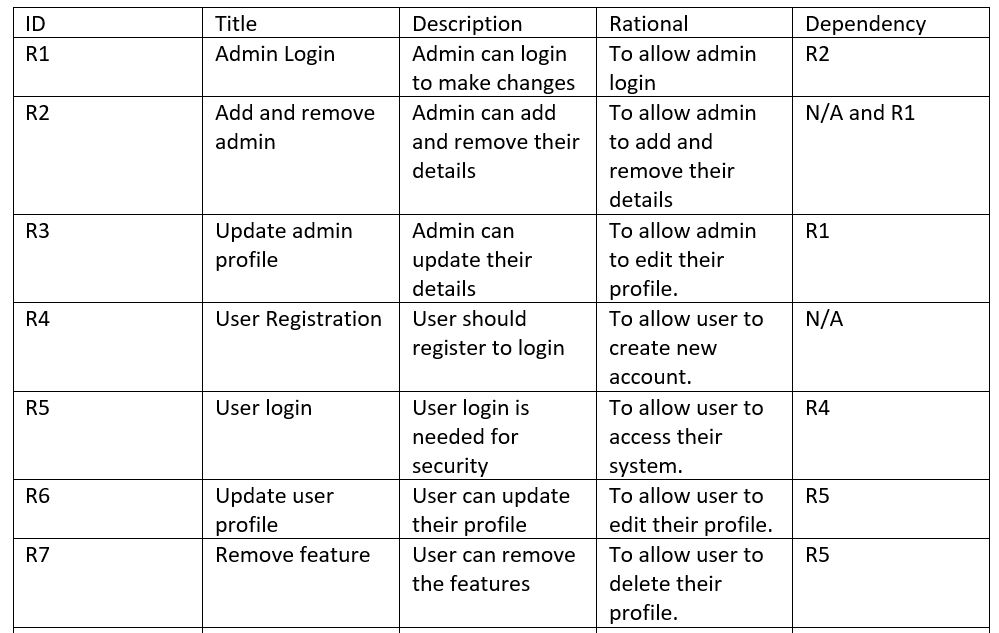 ID Title Description Rational Dependency
R1 Admin Login Admin can login To allow admin R2
to make changes login
R2 Add and remove Admin can add To allow admin N/A and R1
admin and remove their to add and
details remove their
details
R3 Update admin Admin can To allow admin R1
profile update their to edit their
details profile.
R4 User Registration User should To allow user to N/A
register to login create new
account.
R5 User login User login is To allow user to R4
needed for access their
security system.
R6 Update user User can update To allow user to R5
profile their profile edit their profile.
R7 Remove feature User can remove To allow user to R5
the features delete their
profile.